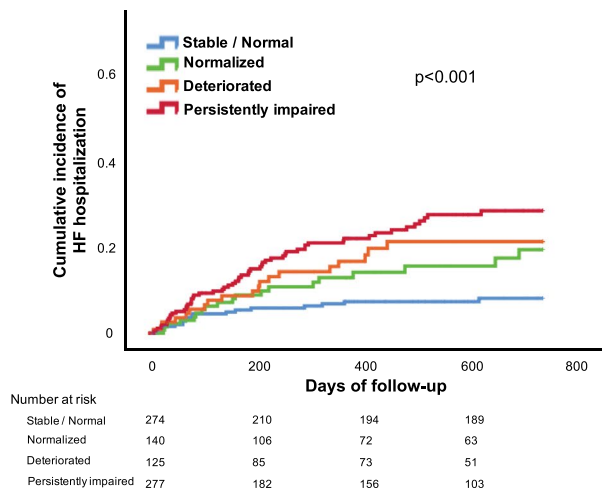 Stable / Normal
Normalized
Deteriorated
Persistently impaired
p<0.001
Cumulative incidence of
HF hospitalization
0.6
0.4
0.2
0
0 200 400 600 800
Days of follow-up
Number at risk
Stable / Normal 274 210 194 189
Normalized 140 106 72 63
Deteriorated 125 85 73 51
Persistently impaired 277 182 156 103